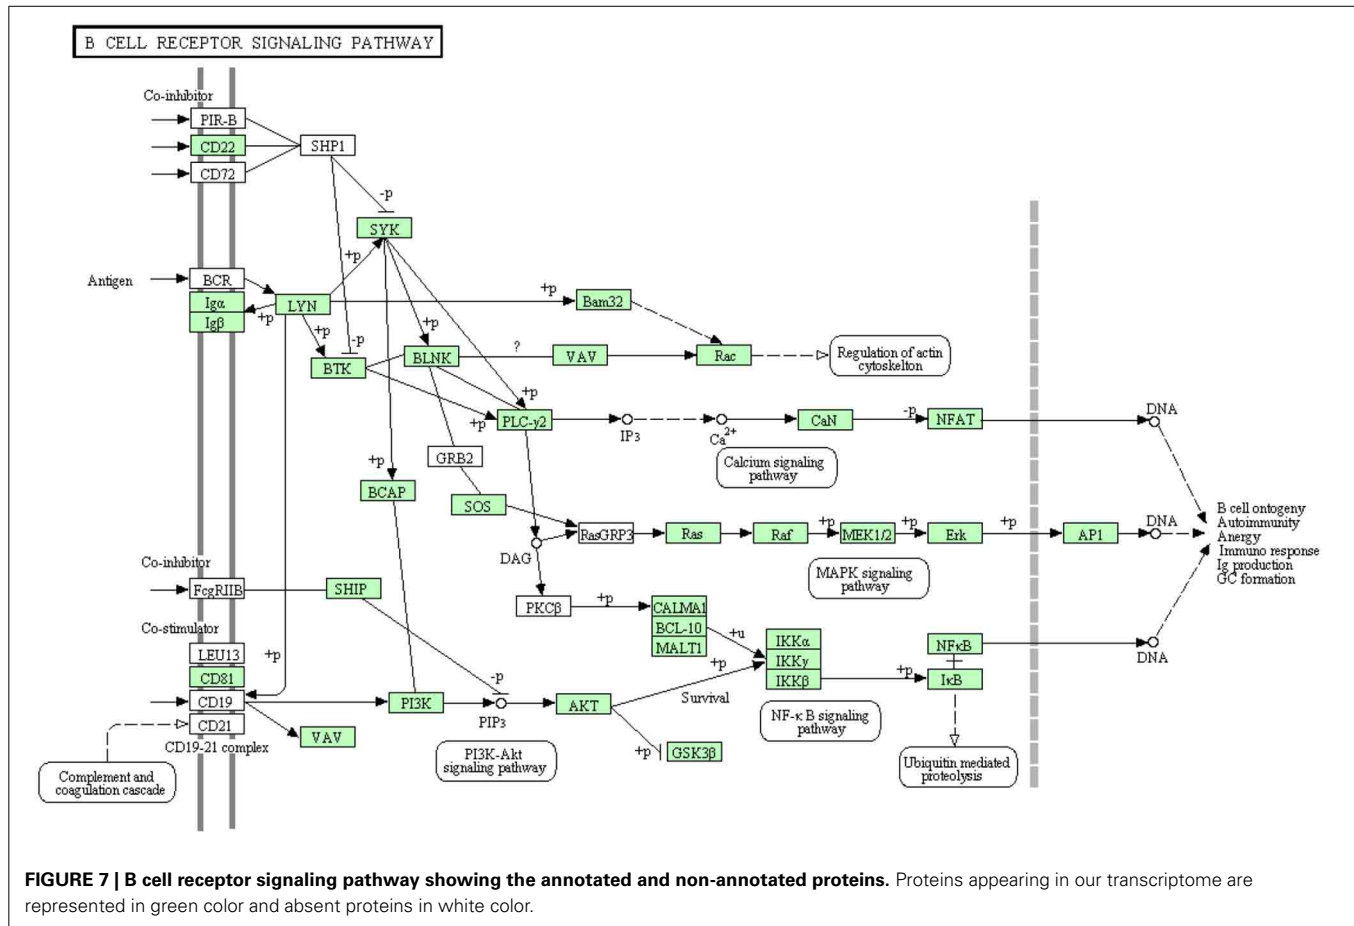 B CELL RECEPTOR SIGNALING PATHWAY
Co-inhibitor
PIR-B
CD22
SHP1
CD72
-p
SYK
+p
Antigen
BCR
Igα
LYN
+p
Bam32
Igβ
+p
+p
-p
+p
BTK
BLNK
?
VAV
Rac
Regulation of actin
cytoskelton
+p
+p
PLC-γ2
IP3
Ca2+
CaN
-p
NFAT
DNA
GRB2
Calcium signaling
pathway
+p
BCAP
SOS
RasGRP3
Ras
Raf
+p
MEK1/2
+p
Erk
+p
AP1
DNA
B cell ontogeny
Autoimmunity
Anergy
Immuno response
Ig production
GC formation
DAG
MAPK signaling
pathway
Co-inhibitor
FcgRIIB
SHIP
PKCβ
+p
CALMA1
BCL-10
MALT1
+u
IKKα
IKKγ
IKKβ
+p
NFκB
IκB
DNA
Co-stimulator
LEU13
CD81
CD19
CD21
+p
CD19-21 complex
VAV
PI3K
-p
PIP3
AKT
+p
Survival
+p
GSK3β
PI3K-Akt
signaling pathway
NF-κ B signaling
pathway
Ubiquitin mediated
proteolysis
Complement and
coagulation cascade
FIGURE 7 | B cell receptor signaling pathway showing the annotated and non-annotated proteins. Proteins appearing in our transcriptome are
represented in green color and absent proteins in white color.